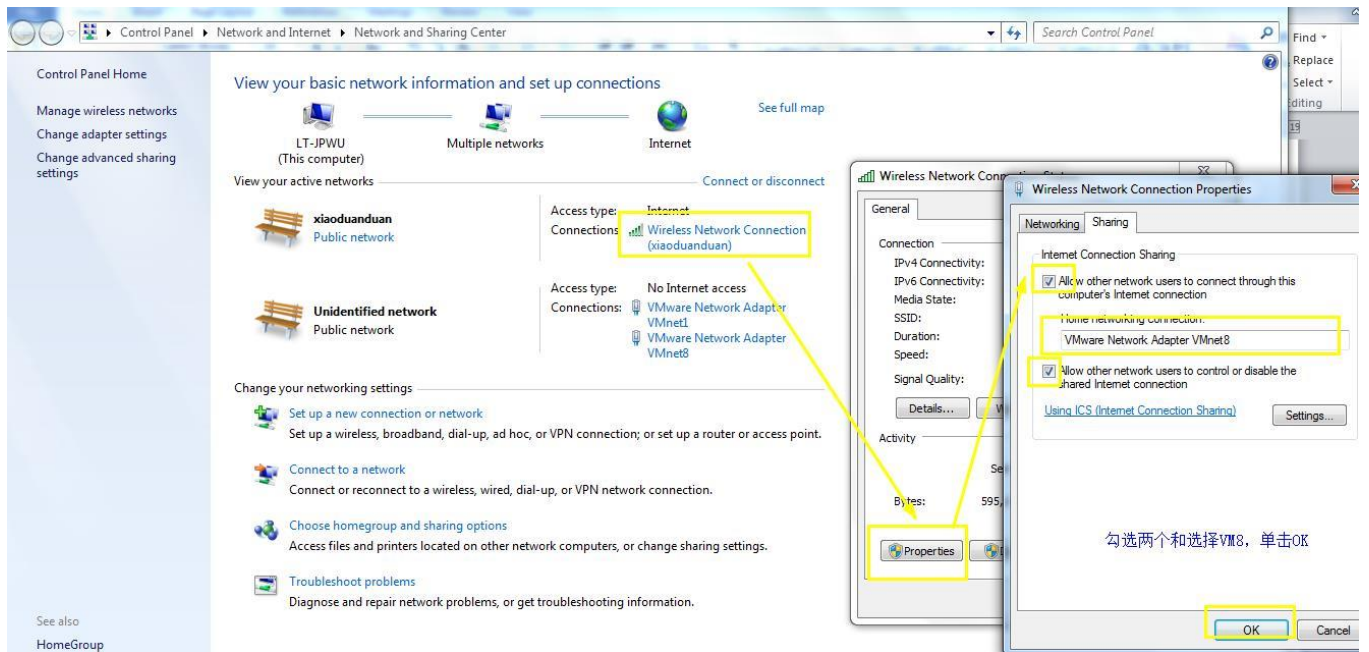 Control Panel ▸ Network and Internet ▸ Network and Sharing Center
Search Control Panel
Find
Replace
Select
Editing
19
Control Panel Home
Manage wireless networks
Change adapter settings
Change advanced sharing
settings
See also
HomeGroup
View your basic network information and set up connections
See full map
LT-JPWU
(This computer)
Multiple networks
Internet
View your active networks
Connect or disconnect
xiaoduanduan
Public network
Access type: Internet
Connections: Wireless Network Connection
(xiaoduanduan)
Unidentified network
Public network
Access type: No Internet access
Connections: VMware Network Adapter
VMnet1
VMware Network Adapter
VMnet8
Change your networking settings
Set up a new connection or network
Set up a wireless, broadband, dial-up, ad hoc, or VPN connection; or set up a router or access point.
Connect to a network
Connect or reconnect to a wireless, wired, dial-up, or VPN network connection.
Choose homegroup and sharing options
Access files and printers located on other network computers, or change sharing settings.
Troubleshoot problems
Diagnose and repair network problems, or get troubleshooting information.
Wireless Network
General
Connection
IPv4 Connectivity:
IPv6 Connectivity:
Media State:
SSID:
Duration:
Speed:
Signal Quality:
Details...
Activity
Bytes: 595,
Properties
Wireless Network Connection Properties
Networking
Sharing
Internet Connection Sharing
Allow other network users to connect through this
computer's Internet connection
Home networking connection:
VMware Network Adapter VMnet8
Allow other network users to control or disable the
shared Internet connection
Using ICS (Internet Connection Sharing)
Settings...
勾选两个和选择VM8，单击OK
OK
Cancel